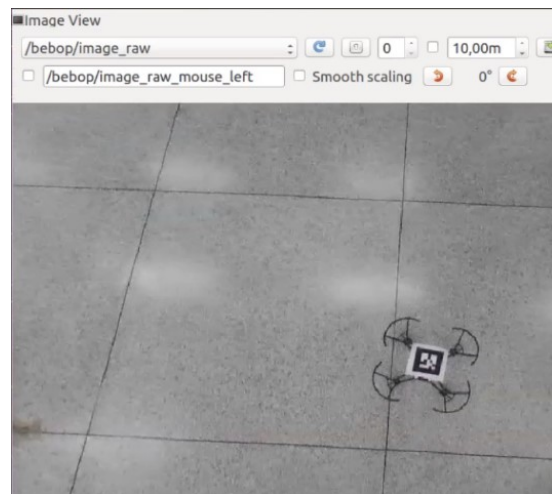 Image View
/bebop/image_raw 0 10,00m
/bebop/image_raw_mouse_left Smooth scaling 0°